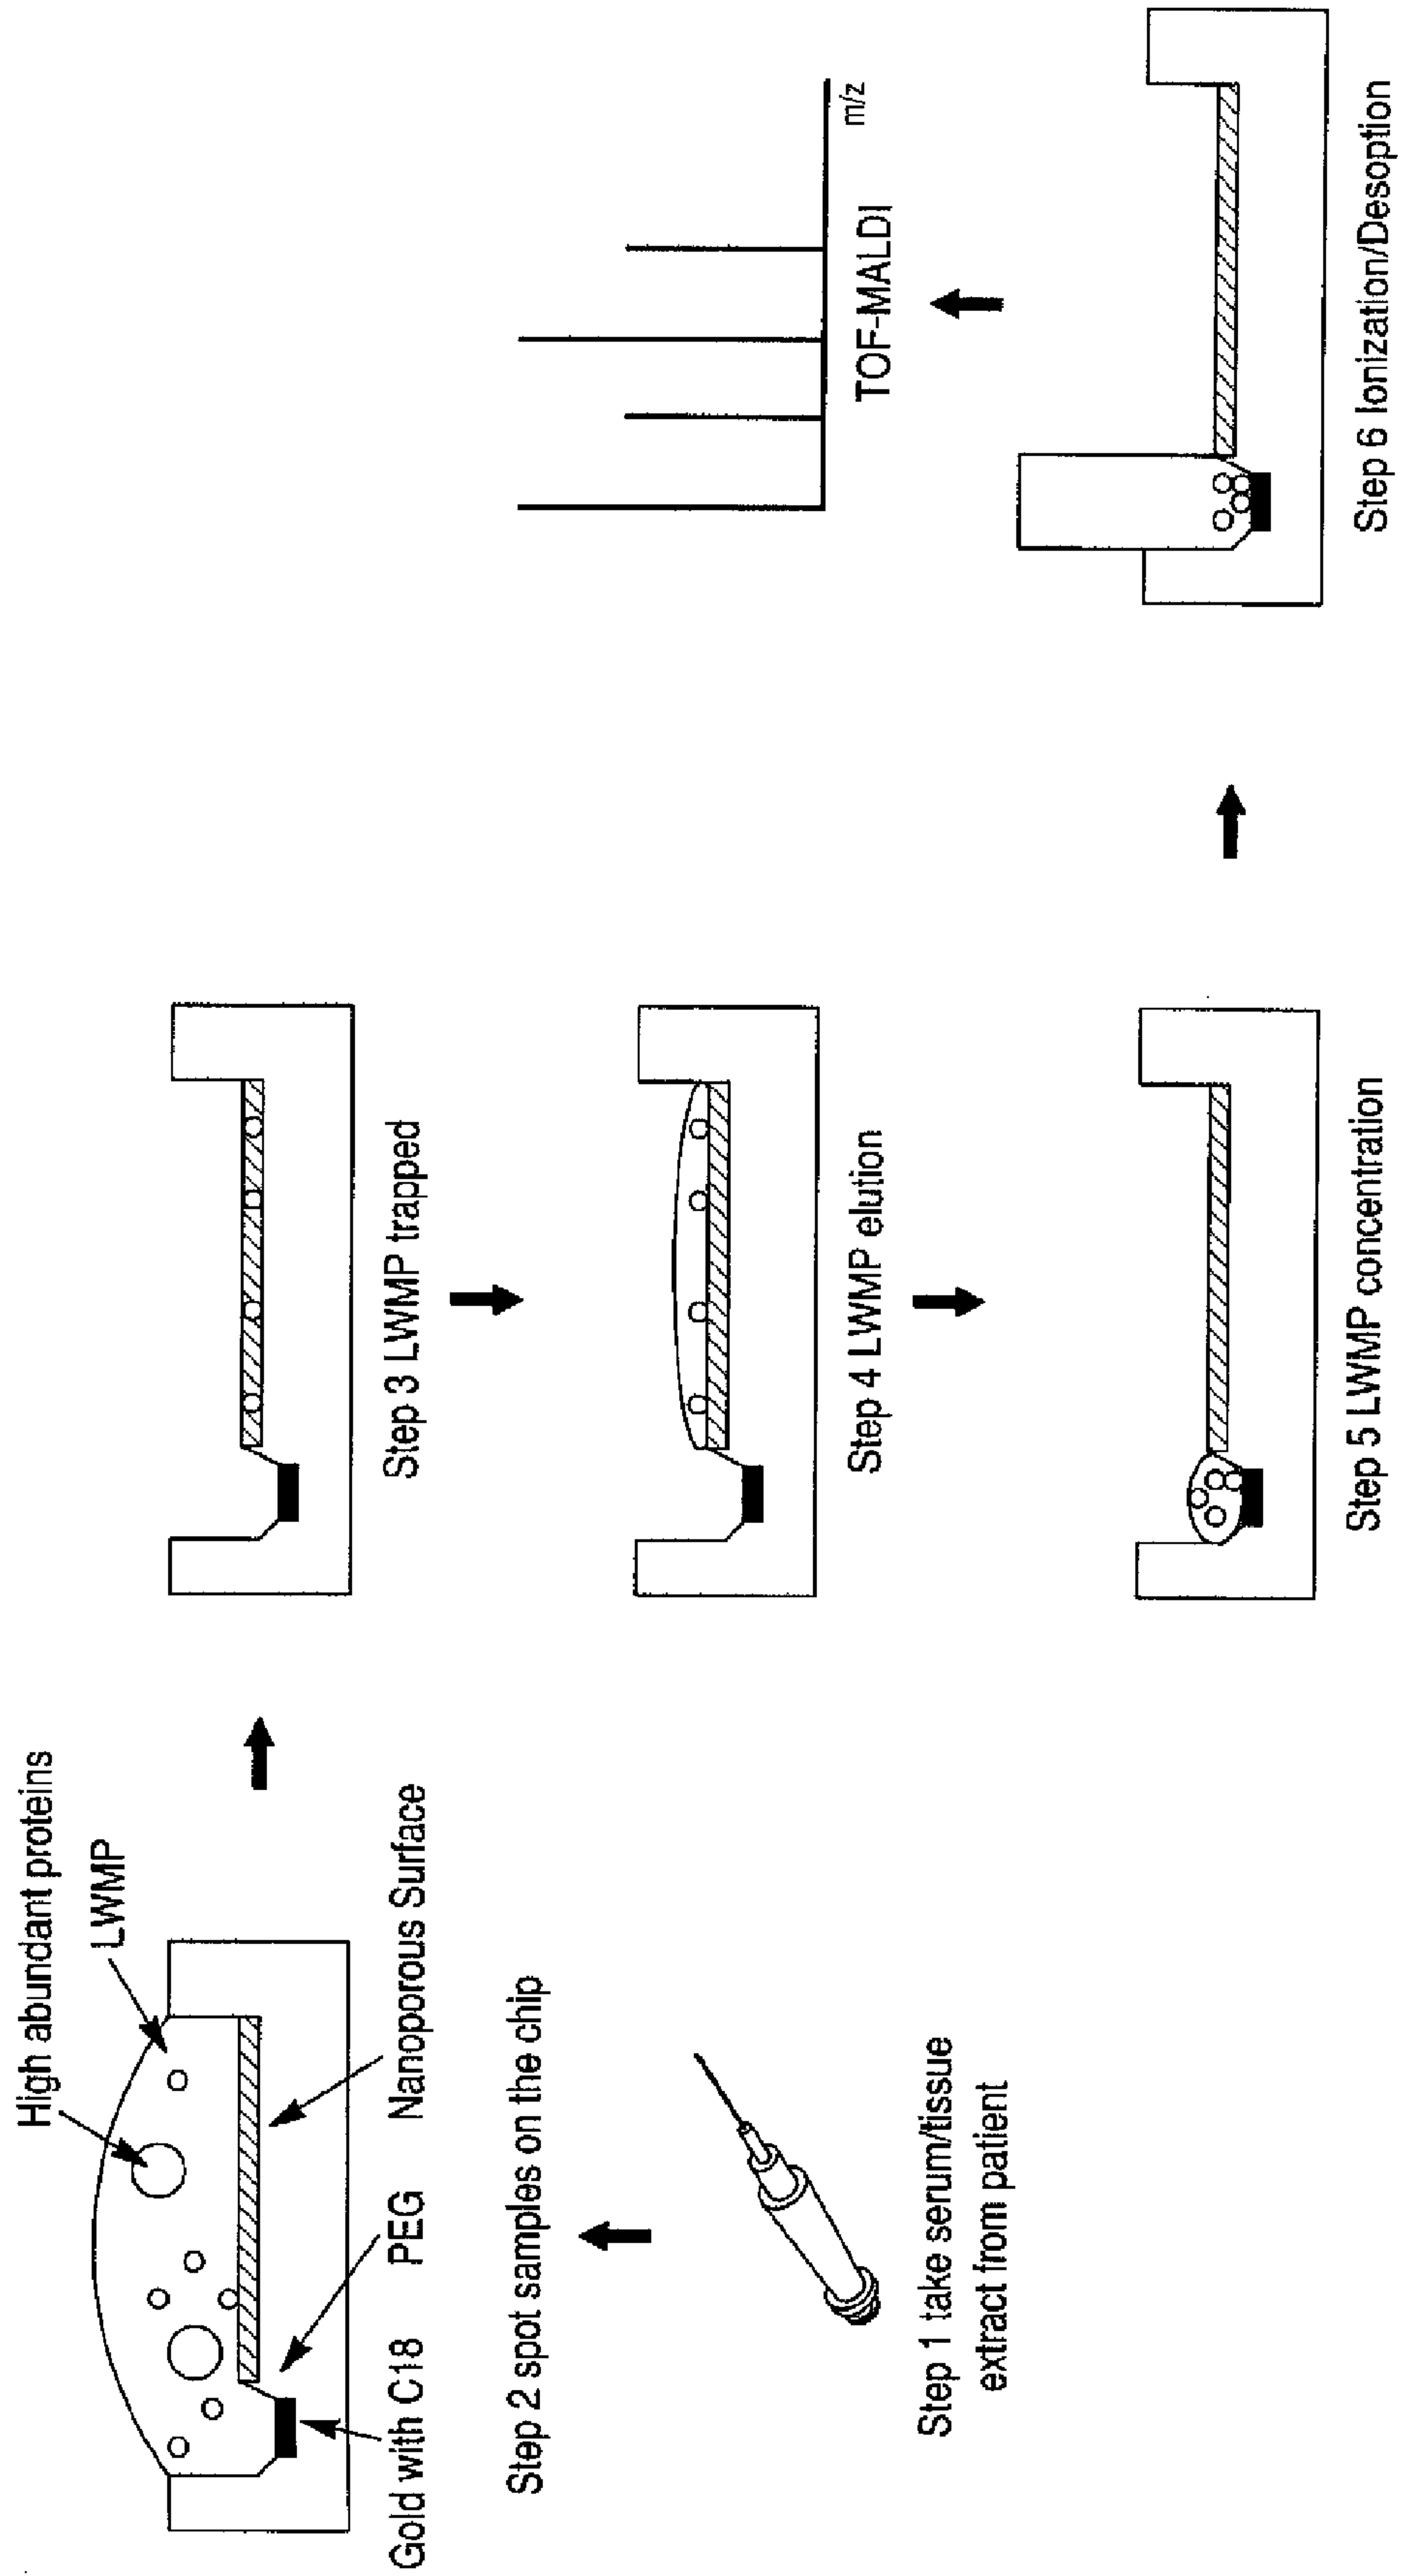 High abundant proteins
LWMP
Gold with C18
PEG
Nanoporous Surface
Step 2 spot samples on the chip
Step 1 take serum/tissue
extract from patient
Step 3 LWMP trapped
Step 4 LWMP elution
Step 5 LWMP concentration
m/z
TOF-MALDI
Step 6 Ionization/Desoption